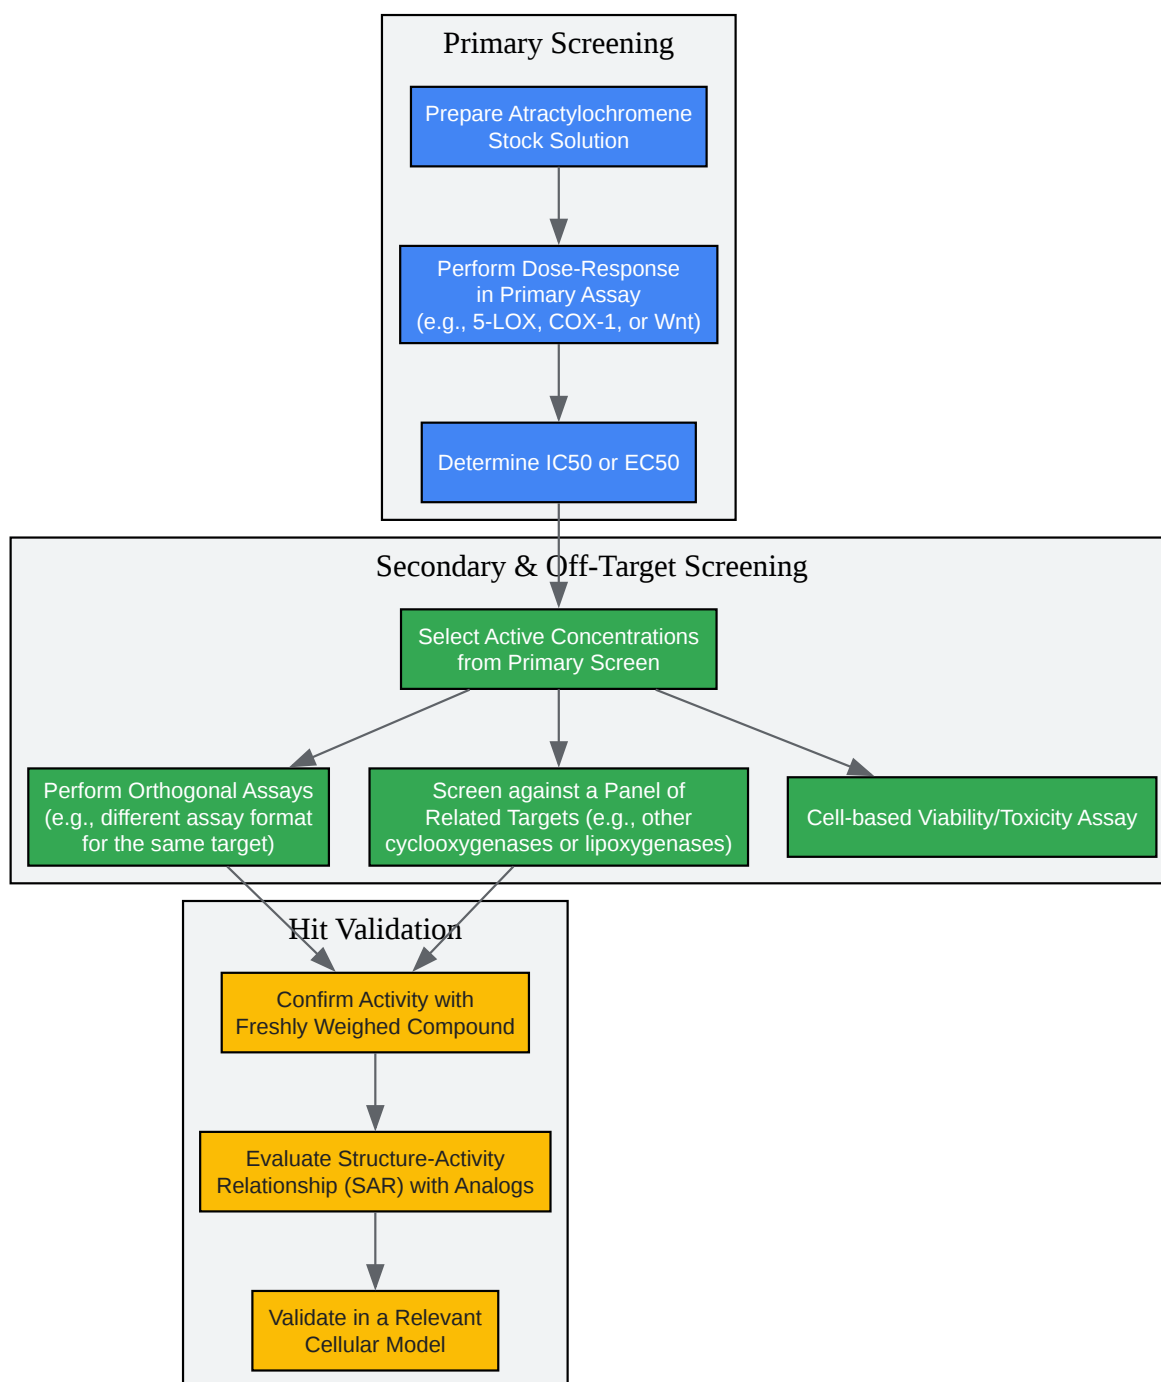 Primary Screening
Prepare Atractylochromene
Stock Solution
Perform Dose-Response
in Primary Assay
(e.g., 5-LOX, COX-1, or Wnt)
Determine IC50 or EC50
Secondary & Off-Target Screening
Select Active Concentrations
from Primary Screen
Perform Orthogonal Assays
(e.g., different assay format
for the same target)
Screen against a Panel of
Related Targets (e.g., other
cyclooxygenases or lipoxygenases)
Cell-based Viability/Toxicity Assay
Hit Validation
Confirm Activity with
Freshly Weighed Compound
Evaluate Structure-Activity
Relationship (SAR) with Analogs
Validate in a Relevant
Cellular Model